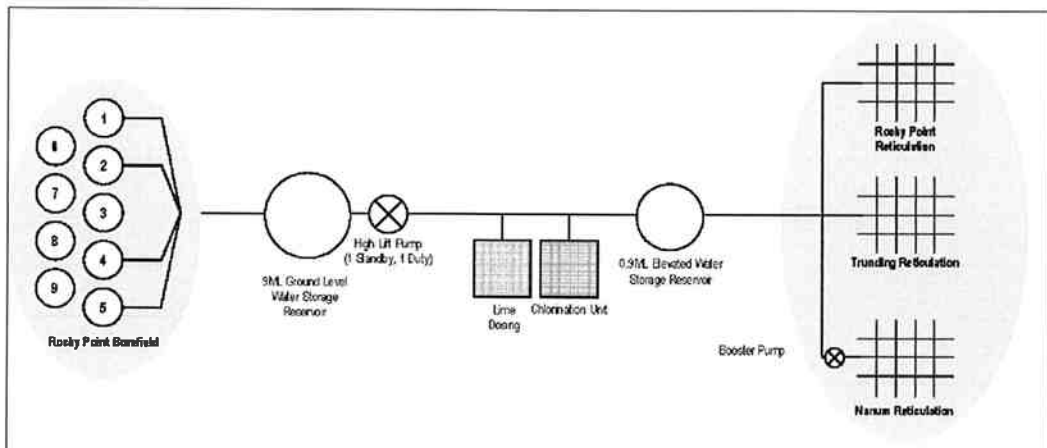 1
6
2
7
3
8
4
9
5
Rocky Point Borefield
9ML Ground Level
Water Storage
Reservoir
High Lift Pump
(1 Standby, 1 Duty)
Lime
Dosing
Chlorination Unit
0.9ML Elevated Water
Storage Reservoir
Booster Pump
Rocky Point
Reticulation
Trunding Reticulation
Nanum Reticulation